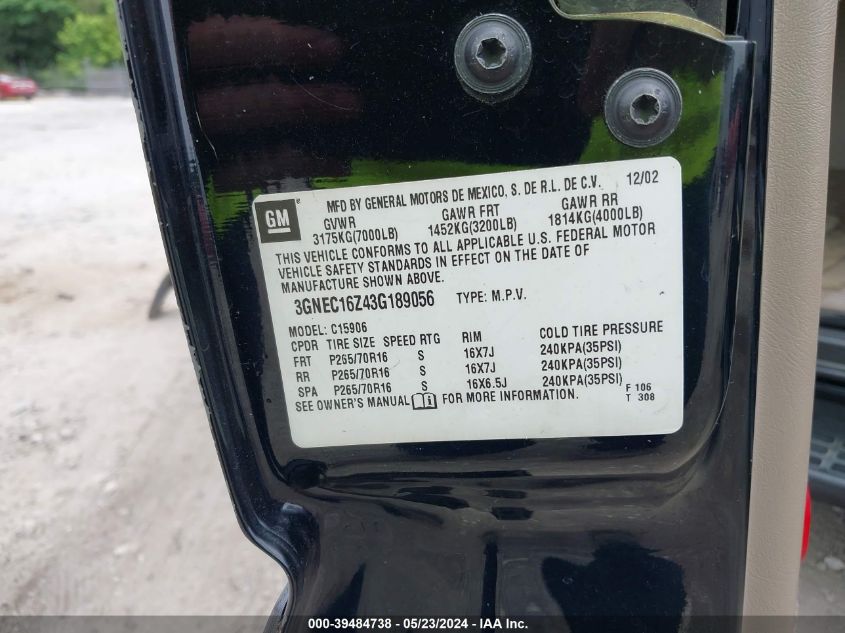 MFD BY GENERAL MOTORS DE MEXICO, S. DE R.L. DE C.V. 12/02
GM
GVWR GAWR FRT GAWR RR
3175KG(7000LB) 1452KG(3200LB) 1814KG(4000LB)
THIS VEHICLE CONFORMS TO ALL APPLICABLE U.S. FEDERAL MOTOR
VEHICLE SAFETY STANDARDS IN EFFECT ON THE DATE OF
MANUFACTURE SHOWN ABOVE.
3GNEC16Z43G189056 TYPE: M.P.V.
MODEL: C15906
CPDR TIRE SIZE SPEED RTG RIM COLD TIRE PRESSURE
FRT P265/70R16 S 16X7J 240KPA(35PSI)
RR P265/70R16 S 16X7J 240KPA(35PSI)
SPA P265/70R16 S 16X6.5J 240KPA(35PSI)
SEE OWNER'S MANUAL FOR MORE INFORMATION.
F 106
T 308
000-39484738 - 05/23/2024 - IAA Inc.